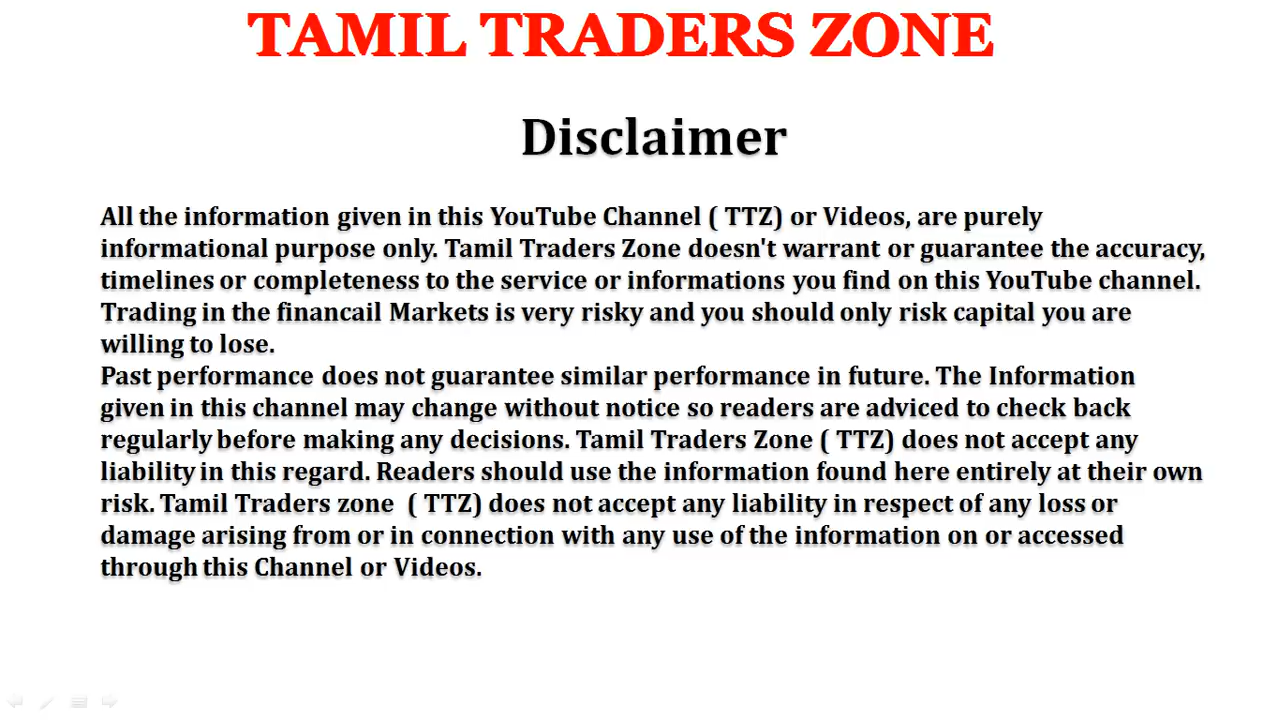 TAMIL TRADERS ZONE
Disclaimer
All the information given in this YouTube Channel ( TTZ) or Videos, are purely
informational purpose only. Tamil Traders Zone doesn't warrant or guarantee the accuracy,
timelines or completeness to the service or informations you find on this YouTube channel.
Trading in the financail Markets is very risky and you should only risk capital you are
willing to lose.
Past performance does not guarantee similar performance in future. The Information
given in this channel may change without notice so readers are adviced to check back
regularly before making any decisions. Tamil Traders Zone ( TTZ) does not accept any
liability in this regard. Readers should use the information found here entirely at their own
risk. Tamil Traders zone  ( TTZ) does not accept any liability in respect of any loss or
damage arising from or in connection with any use of the information on or accessed
through this Channel or Videos.